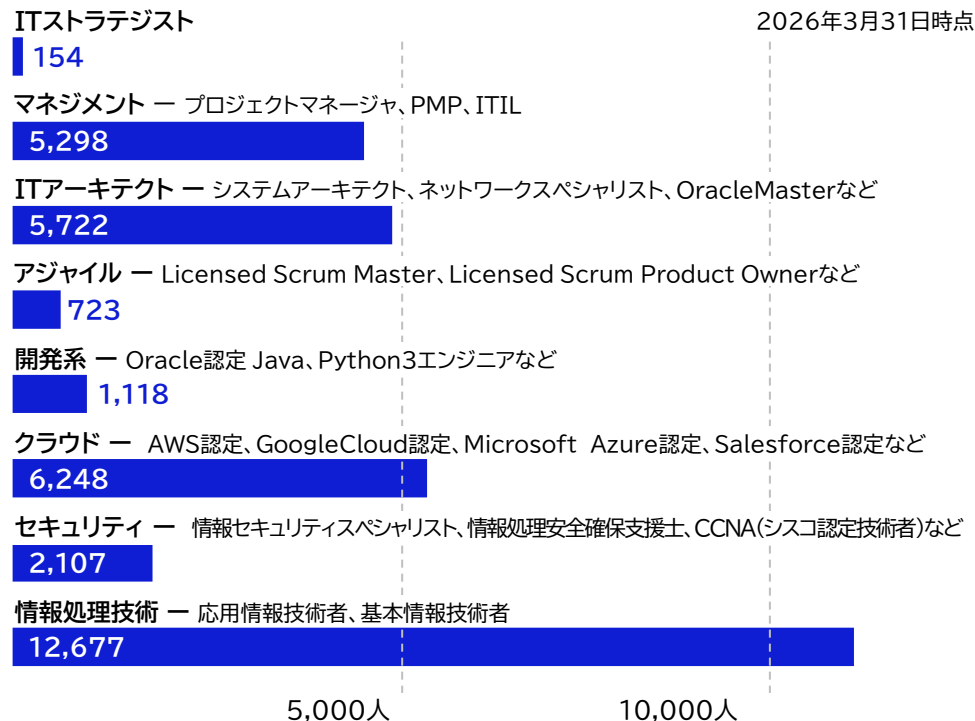 ITストラテジスト
2026年3月31日時点
154
マネジメント ー プロジェクトマネージャ、PMP、ITIL
5,298
ITアーキテクト ー システムアーキテクト、ネットワークスペシャリスト、OracleMasterなど
5,722
アジャイル ー Licensed Scrum Master、Licensed Scrum Product Ownerなど
723
開発系 ー Oracle認定 Java、Python3エンジニアなど
1,118
クラウド ー AWS認定、GoogleCloud認定、Microsoft Azure認定、Salesforce認定など
6,248
セキュリティ ー 情報セキュリティスペシャリスト、情報処理安全確保支援士、CCNA(シスコ認定技術者)など
2,107
情報処理技術 ー 応用情報技術者、基本情報技術者
12,677
5,000人
10,000人